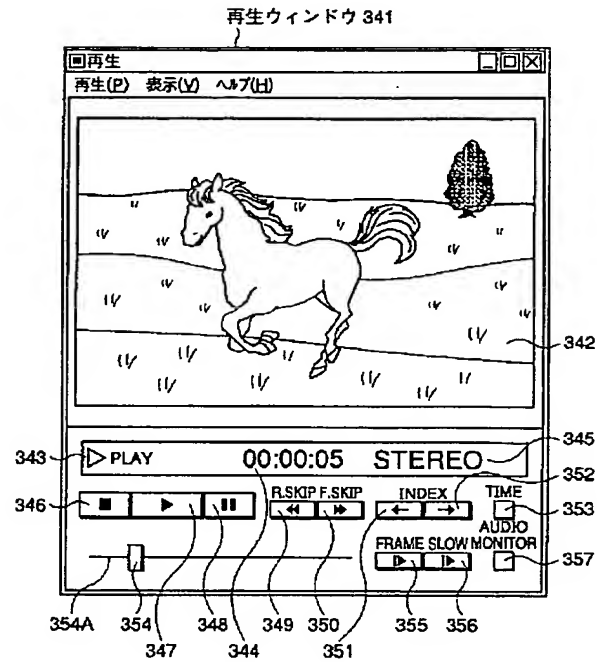 再生ウィンドウ 341
再生
再生(P) 表示(V) ヘルプ(H)
342
343
PLAY 00:00:05 STEREO
345
352
346
R.SKIP F.SKIP INDEX TIME
353
AUDIO
FRAME SLOW MONITOR
357
354A 354 348 349 350 355 356
347 344 351